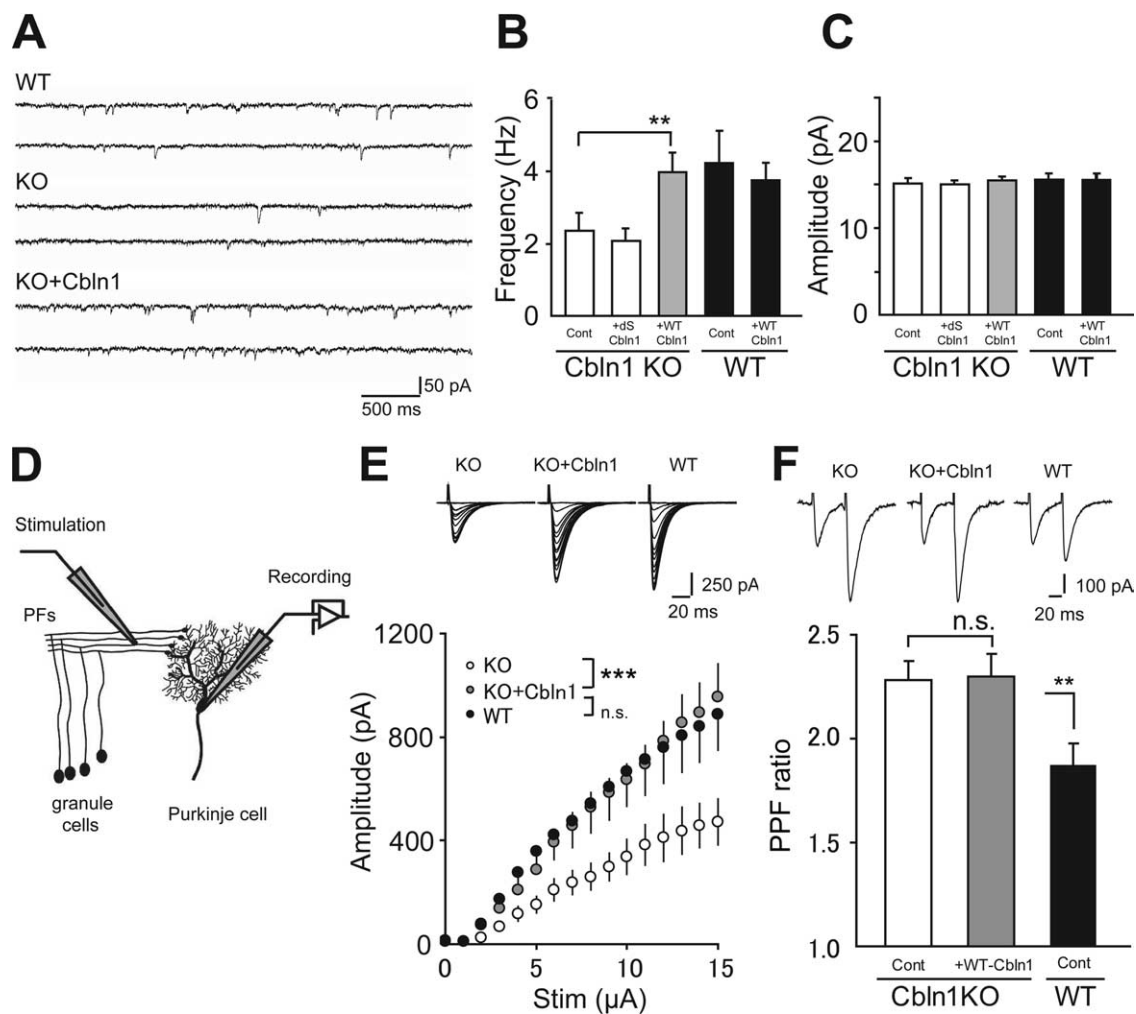 A
WT
KO
KO+Cbln1
50 pA
500 ms
B
Frequency (Hz)
6
4
2
0
**
Cont
+dS
Cbln1
+WT
Cbln1
Cont
+WT
Cbln1
Cbln1 KO
WT
C
Amplitude (pA)
20
10
0
Cont
+dS
Cbln1
+WT
Cbln1
Cont
+WT
Cbln1
Cbln1 KO
WT
D
Stimulation
Recording
PFs
granule
cells
Purkinje cell
E
KO
KO+Cbln1
WT
250 pA
20 ms
Amplitude (pA)
1200
800
400
0
KO
KO+Cbln1
WT
***
n.s.
0
5
10
15
Stim (µA)
F
KO
KO+Cbln1
WT
100 pA
20 ms
PPF ratio
2.5
2.0
1.5
1.0
n.s.
**
Cont
+WT-Cbln1
Cont
Cbln1KO
WT